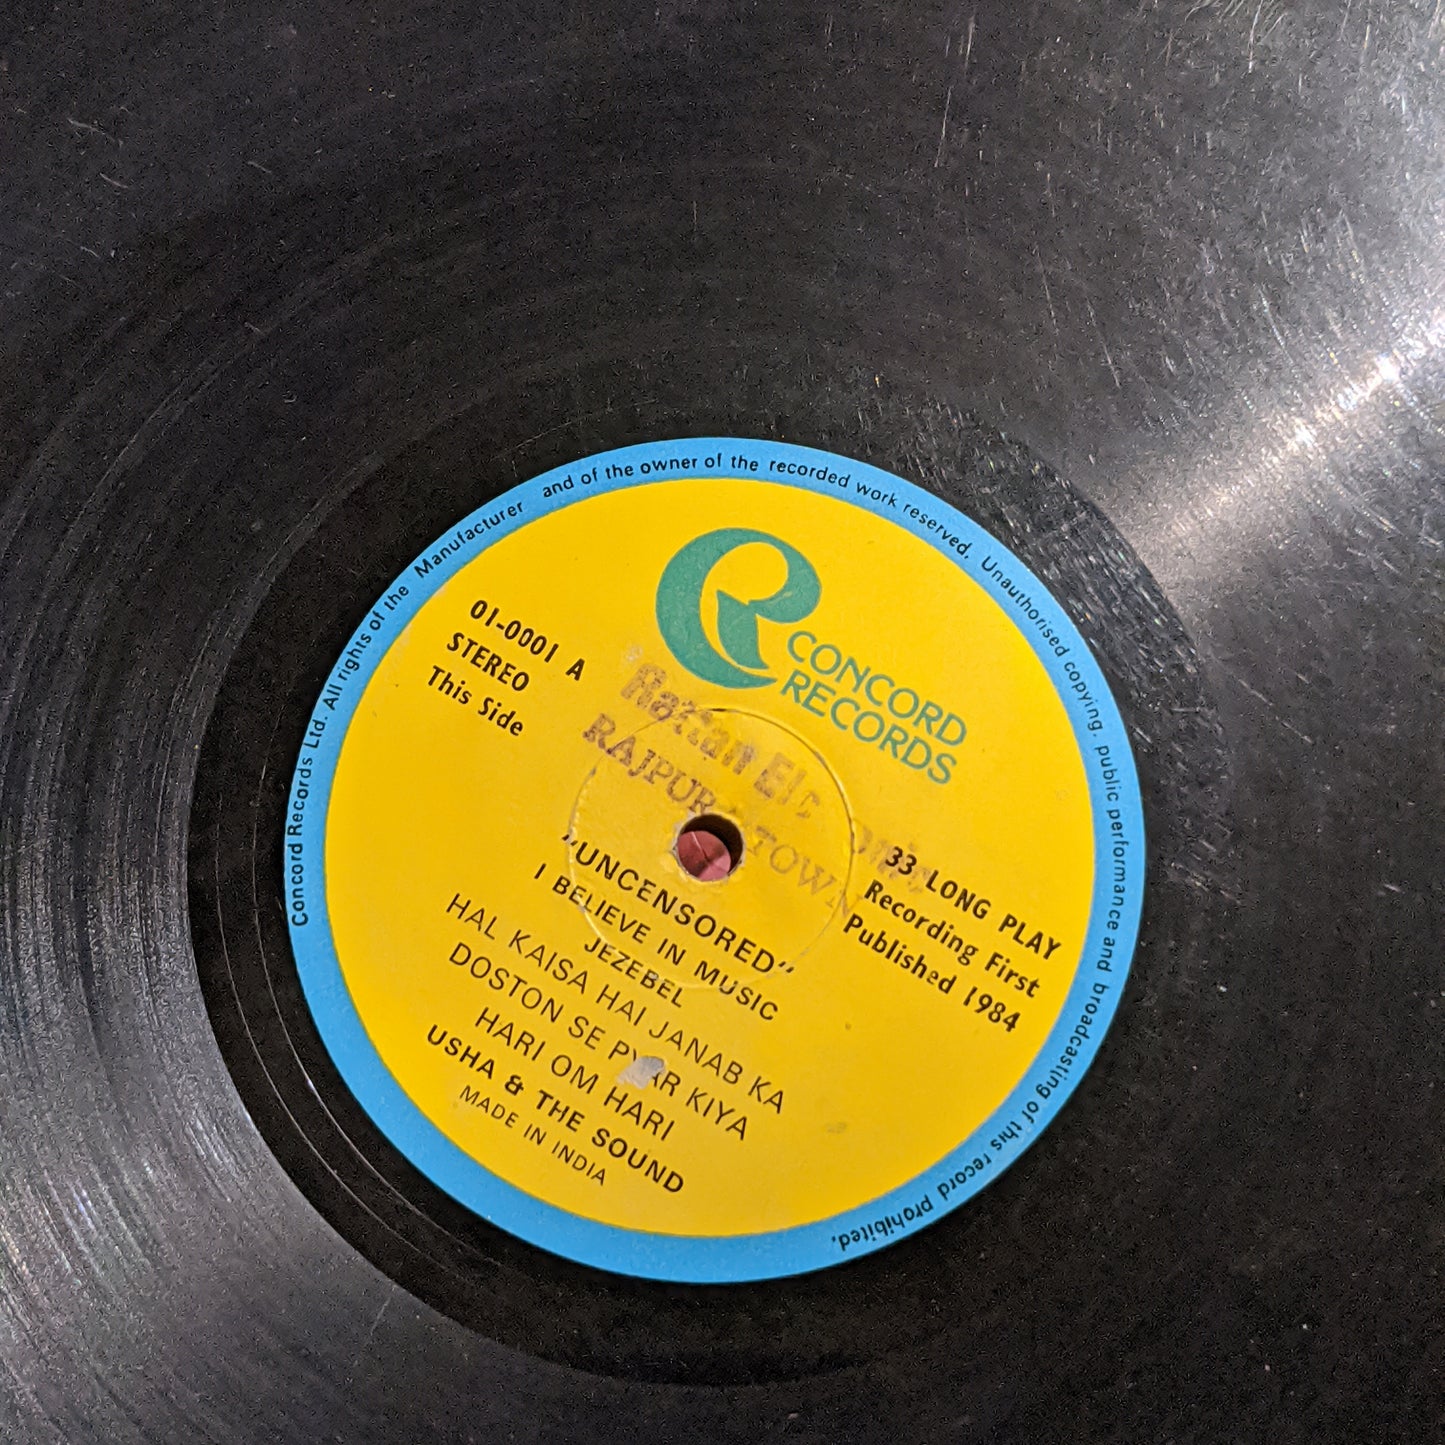 Concord Records Ltd. All rights of the Manufacturer and of the owner of the recorded work reserved. Unauthorised copying, public performance and broadcasting of this record prohibited.
CONCORD
RECORDS
01-0001 A
STEREO
This Side
Rattan
RAJPUR TOWN
33 LONG PLAY
Recording First
Published 1984
"UNCENSORED"
I BELIEVE IN MUSIC
JEZEBEL
HAL KAISA HAI JANAB KA
DOSTON SE PYAR KIYA
HARI OM HARI
USHA & THE SOUND
MADE IN INDIA